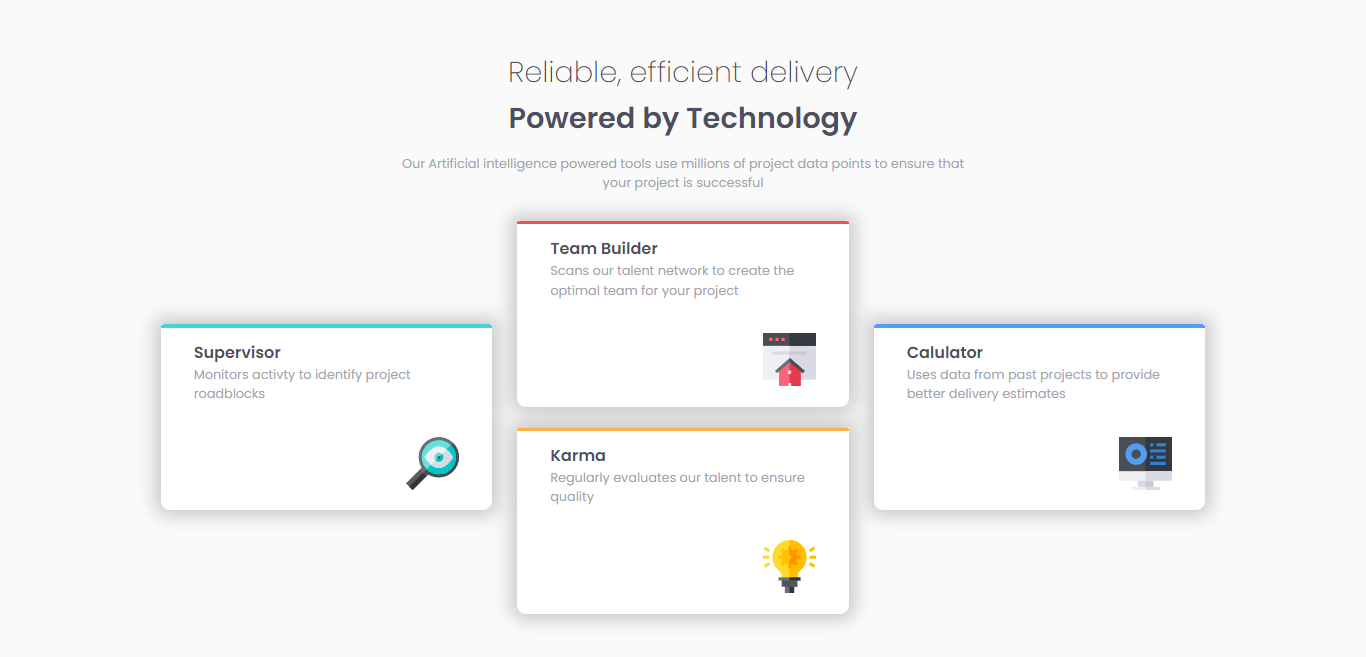 Reliable, efficient delivery
Powered by Technology
Our Artificial intelligence powered tools use millions of project data points to ensure that
your project is successful
Team Builder
Scans our talent network to create the
optimal team for your project
Supervisor
Monitors activty to identify project
roadblocks
Calulator
Uses data from past projects to provide
better delivery estimates
Karma
Regularly evaluates our talent to ensure
quality